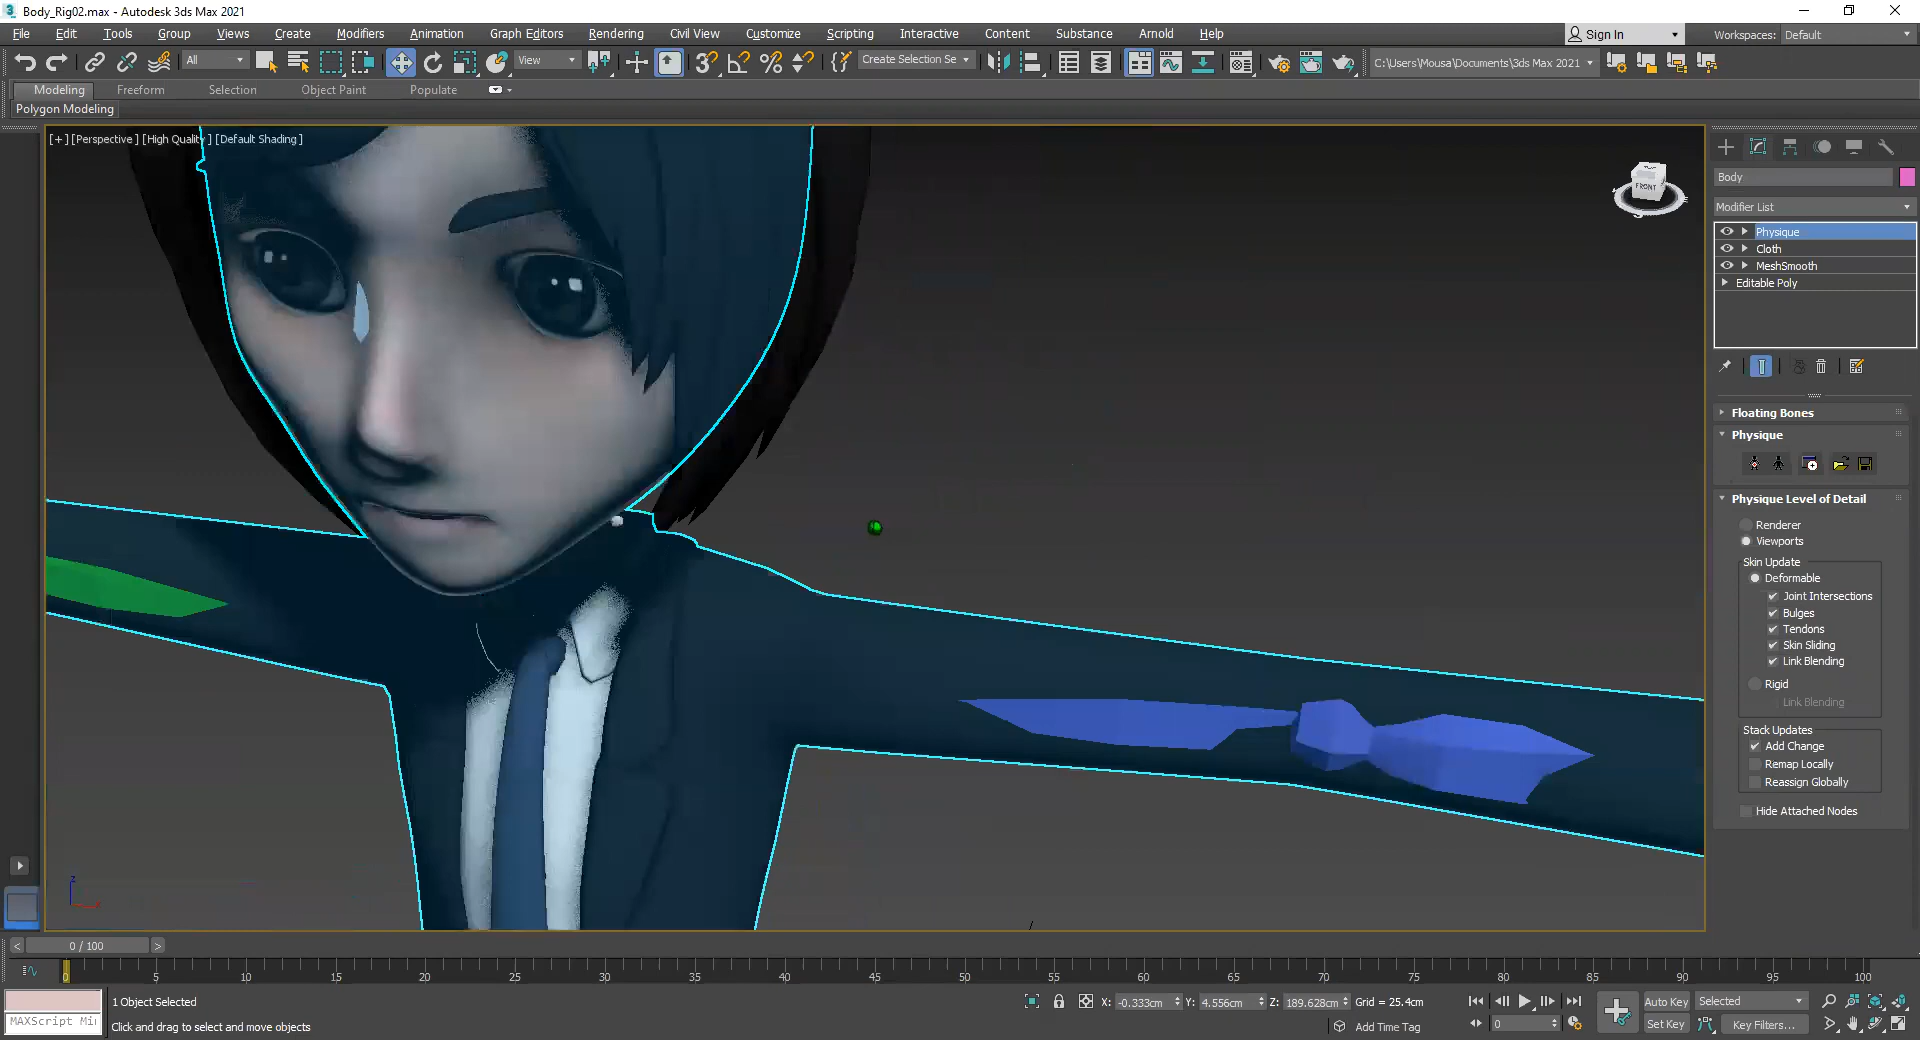 Body_Rig02.max - Autodesk 3ds Max 2021
File Edit Tools Group Views Create Modifiers Animation Graph Editors Rendering Civil View Customize Scripting Interactive Content Substance Arnold Help
Sign In
Workspaces: Default
All
View
Create Selection Se
C:\Users\Mousa\Documents\3ds Max 2021
Modeling Freeform Selection Object Paint Populate
Polygon Modeling
[+] [Perspective ] [High Quality ] [Default Shading ]
FRONT
Body
Modifier List
Physique
Cloth
MeshSmooth
Editable Poly
Floating Bones
Physique
Physique Level of Detail
Renderer
Viewports
Skin Update
Deformable
Joint Intersections
Bulges
Tendons
Skin Sliding
Link Blending
Rigid
Link Blending
Stack Updates
Add Change
Remap Locally
Reassign Globally
Hide Attached Nodes
z
x
< 0 / 100 >
0 5 10 15 20 25 30 35 40 45 50 55 60 65 70 75 80 85 90 95 100
1 Object Selected
X: -0.333cm Y: 4.556cm Z: 189.628cm Grid = 25.4cm
Auto Key Selected
MAXScript Mi
Click and drag to select and move objects
Add Time Tag
0
Set Key
Key Filters...